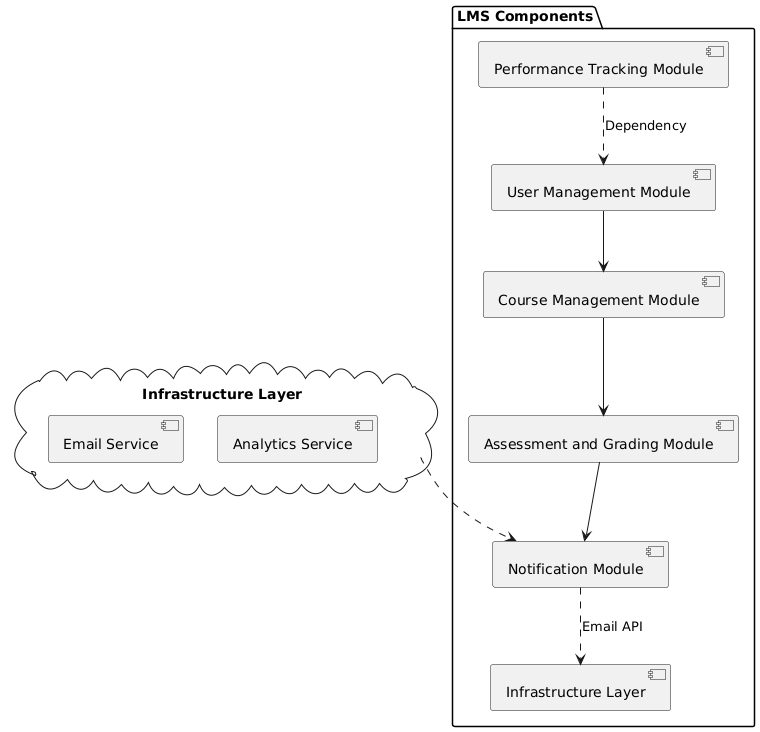 LMS Components
Performance Tracking Module
Dependency
User Management Module
Course Management Module
Infrastructure Layer
Email Service
Analytics Service
Assessment and Grading Module
Notification Module
Email API
Infrastructure Layer